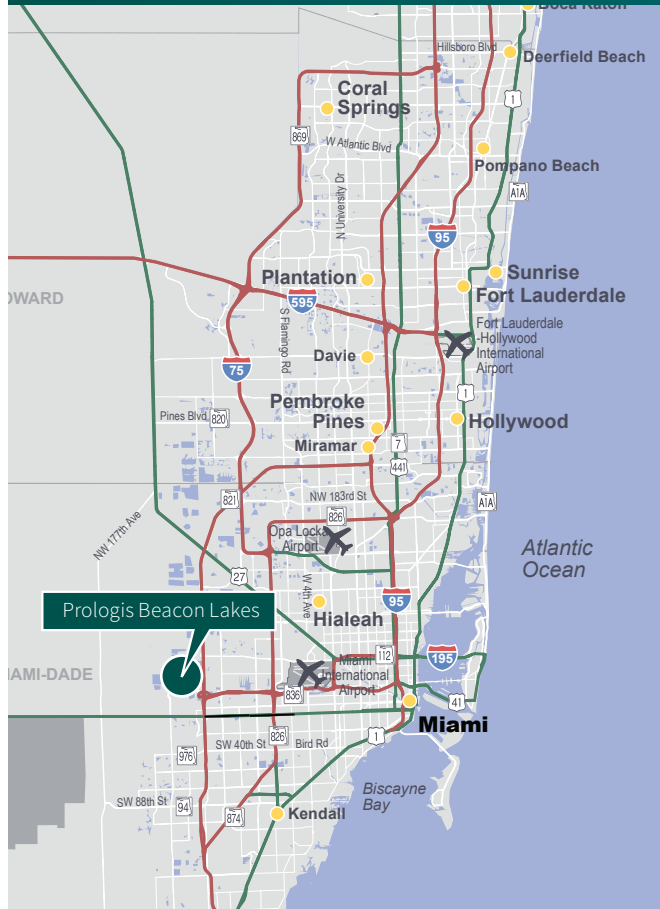 Boca Raton
Hillsboro Blvd
Deerfield Beach
Coral
Springs
1
869
W Atlantic Blvd
Pompano Beach
N University Dr
A1A
95
Plantation
Sunrise
595
Fort Lauderdale
OWARD
S Flamingo Rd
Fort Lauderdale
-Hollywood
International
Airport
Davie
75
1
Pembroke
Pines
Pines Blvd
820
Hollywood
Miramar
7
441
821
NW 183rd St
A1A
826
NW 177th Ave
Opa Locka
Airport
Atlantic
Ocean
27
W 4th Ave
95
Prologis Beacon Lakes
Hialeah
112
195
IAMI-DADE
Miami
International
Airport
836
41
Miami
826
1
SW 40th St
Bird Rd
976
Biscayne
Bay
SW 88th St
94
874
Kendall